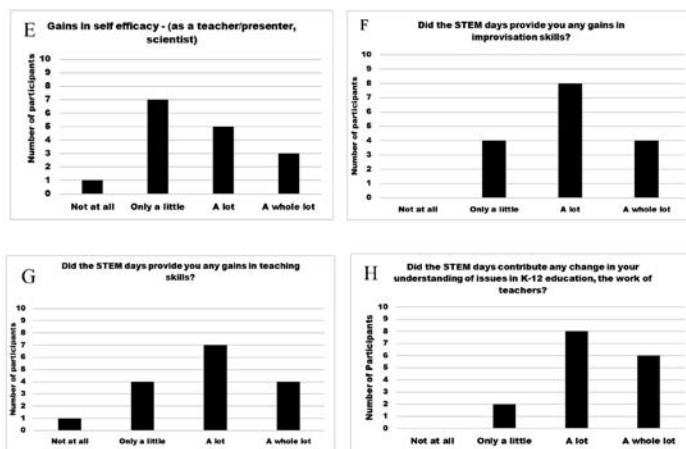 E
Gains in self efficacy - (as a teacher/presenter,
scientist)
Number of participants
10
9
8
7
6
5
4
3
2
1
0
Not at all
Only a little
A lot
A whole lot
F
Did the STEM days provide you any gains in
improvisation skills?
Number of participants
10
9
8
7
6
5
4
3
2
1
0
Not at all
Only a little
A lot
A whole lot
G
Did the STEM days provide you any gains in teaching
skills?
Number of Participants
10
9
8
7
6
5
4
3
2
1
0
Not at all
Only a little
A lot
A whole lot
H
Did the STEM days contribute any change in your
understanding of issues in K-12 education, the work of
teachers?
Number of Participants
10
9
8
7
6
5
4
3
2
1
0
Not at all
Only a little
A lot
A whole lot